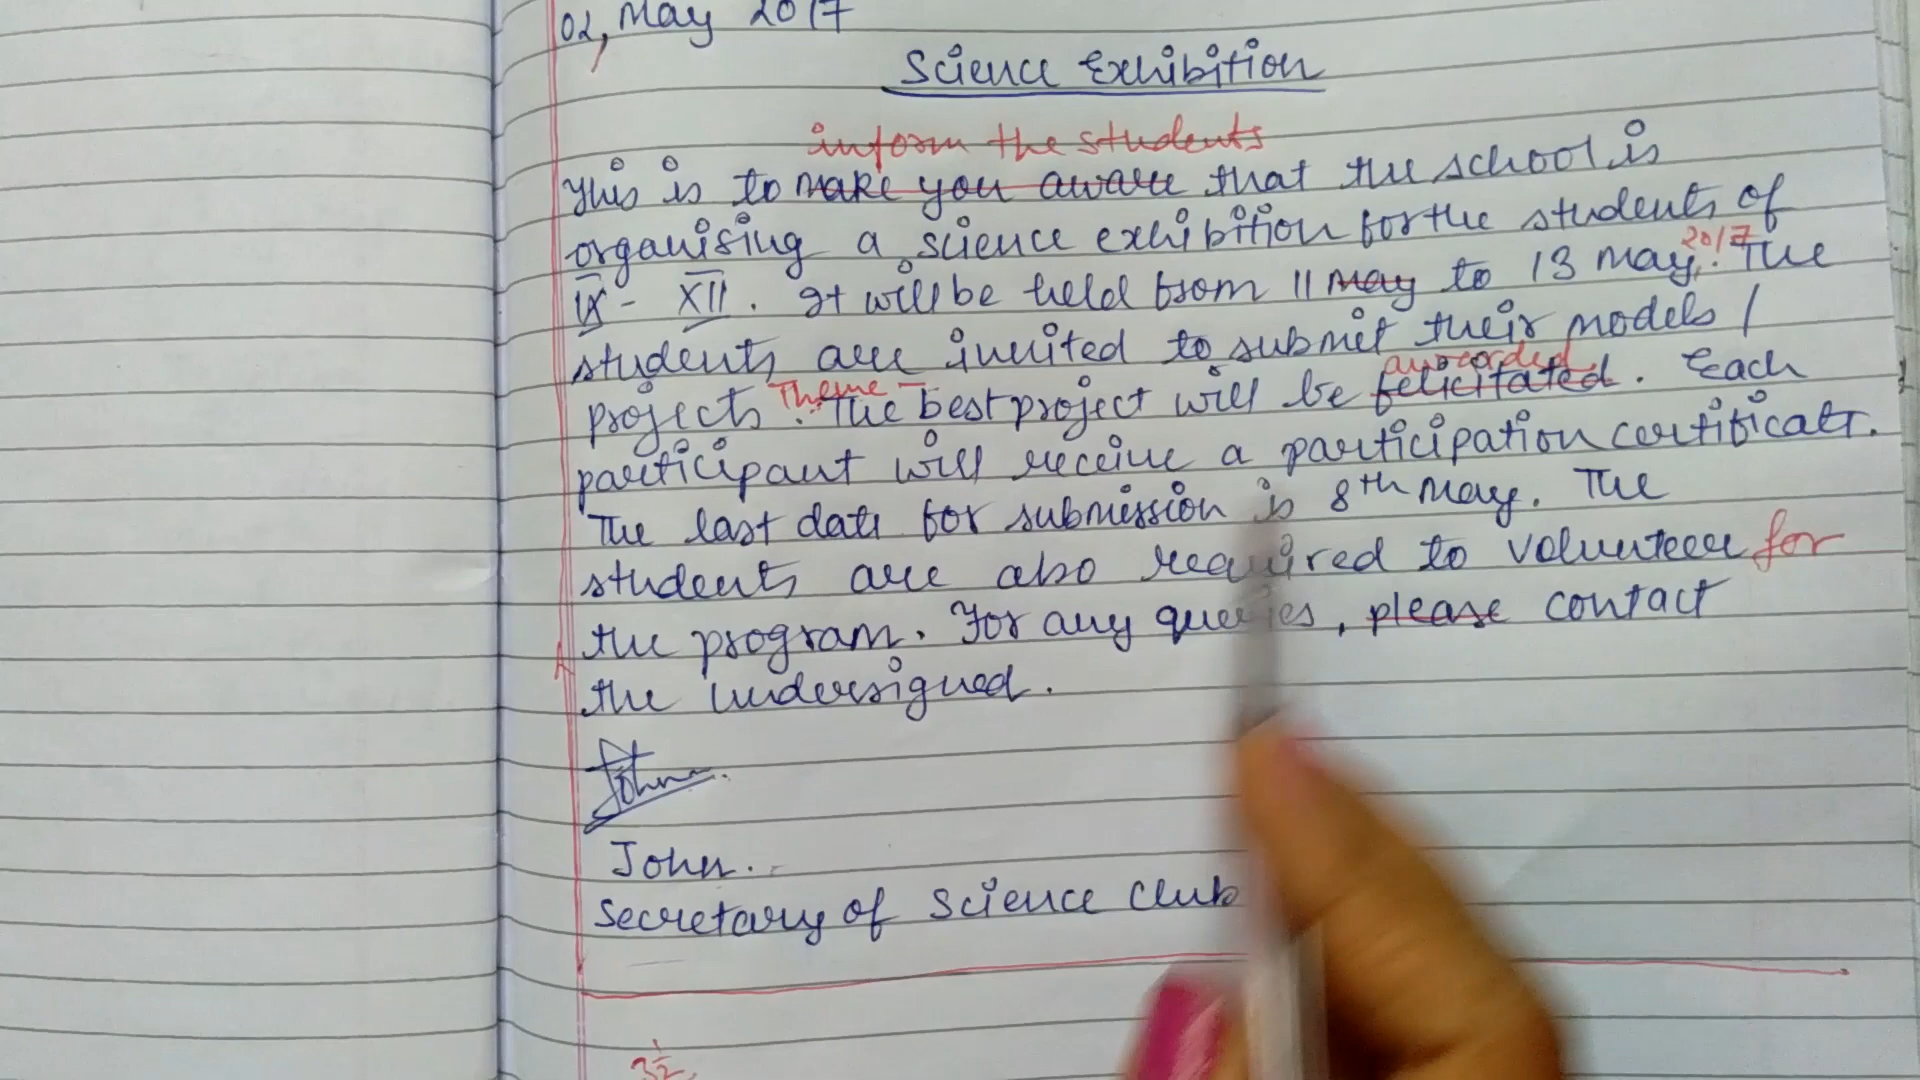 02, May 2017
Science Exhibition
inform the students
This is to make you aware that the school is
organising a science exhibition for the students of
2017
IX - XII. It will be held from 11 may to 13 may. The
students are invited to submit their models /
awarded
Theme -
projects. The best project will be felicitated. Each
participant will receive a participation certificate.
The last date for submission is 8th may. The
students are also required to volunteer for
the program. For any queries, please contact
the undersigned.
John
John.
Secretary of Science Club
3 1/2